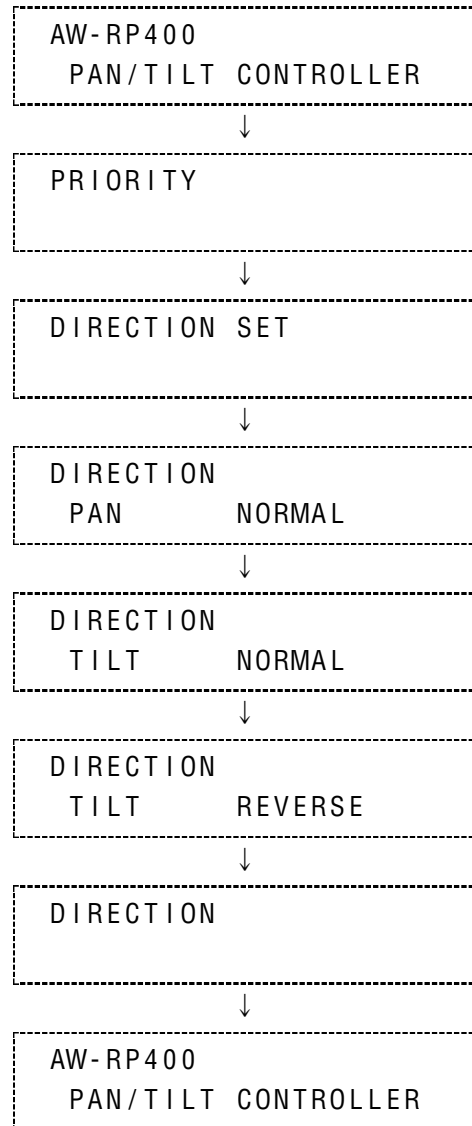 AW-RP400
PAN/TILT CONTROLLER
↓
PRIORITY
↓
DIRECTION SET
↓
DIRECTION
PAN NORMAL
↓
DIRECTION
TILT NORMAL
↓
DIRECTION
TILT REVERSE
↓
DIRECTION
↓
AW-RP400
PAN/TILT CONTROLLER